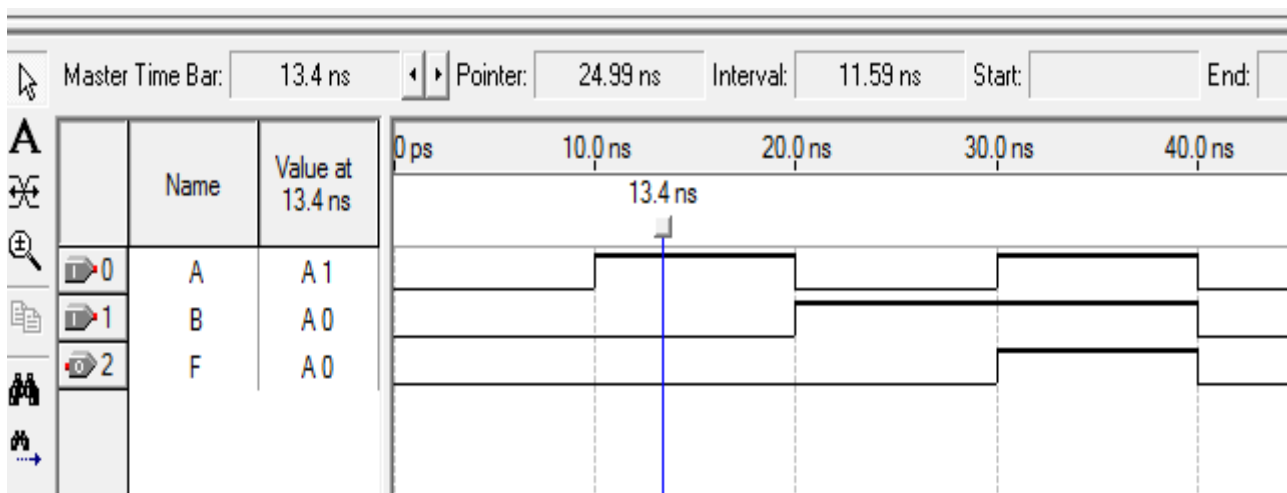 Master Time Bar: 13.4 ns Pointer: 24.99 ns Interval: 11.59 ns Start: End:
A
Name
Value at
13.4 ns
0 ps 10.0 ns 20.0 ns 30.0 ns 40.0 ns
13.4 ns
0 A A 1
1 B A 0
2 F A 0